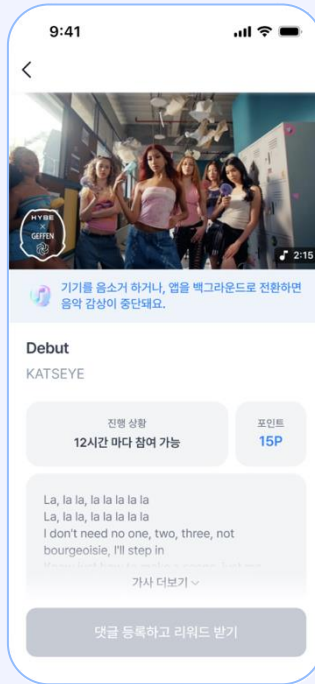 9:41
HYBE
×
GEFFEN
2:15
기기를 음소거 하거나, 앱을 백그라운드로 전환하면
음악 감상이 중단돼요.
Debut
KATSEYE
진행 상황
12시간 마다 참여 가능
포인트
15P
La, la la, la la la la la
La, la la, la la la la la
I don't need no one, two, three, not
bourgeoisie, I'll step in
가사 더보기
댓글 등록하고 리워드 받기